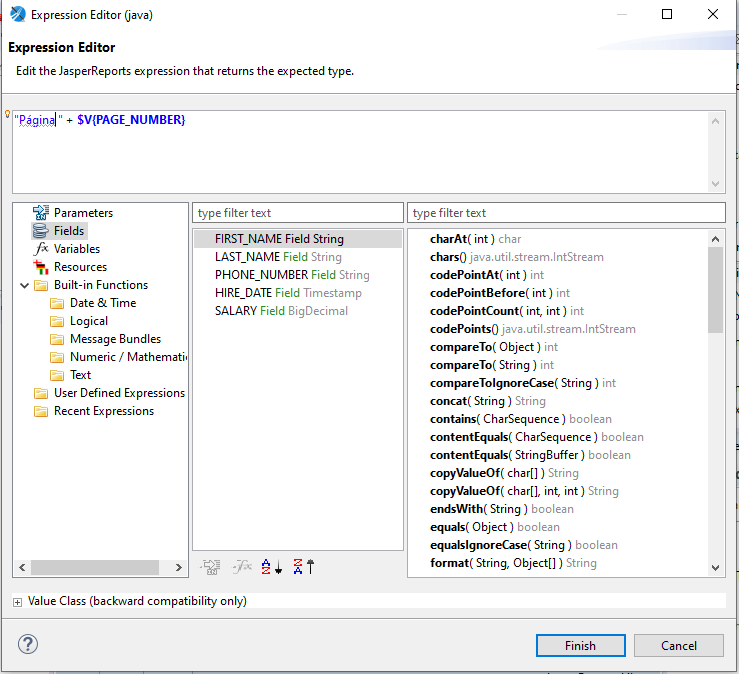 Expression Editor (java)
Expression Editor
Edit the JasperReports expression that returns the expected type.
"Página " + $V{PAGE_NUMBER}
Parameters
Fields
Variables
Resources
Built-in Functions
Date & Time
Logical
Message Bundles
Numeric / Mathemati
Text
User Defined Expressions
Recent Expressions
type filter text
FIRST_NAME Field String
LAST_NAME Field String
PHONE_NUMBER Field String
HIRE_DATE Field Timestamp
SALARY Field BigDecimal
type filter text
charAt( int ) char
chars() java.util.stream.IntStream
codePointAt( int ) int
codePointBefore( int ) int
codePointCount( int, int ) int
codePoints() java.util.stream.IntStream
compareTo( Object ) int
compareTo( String ) int
compareToIgnoreCase( String ) int
concat( String ) String
contains( CharSequence ) boolean
contentEquals( CharSequence ) boolean
contentEquals( StringBuffer ) boolean
copyValueOf( char[] ) String
copyValueOf( char[], int, int ) String
endsWith( String ) boolean
equals( Object ) boolean
equalsIgnoreCase( String ) boolean
format( String, Object[] ) String
Value Class (backward compatibility only)
Finish
Cancel